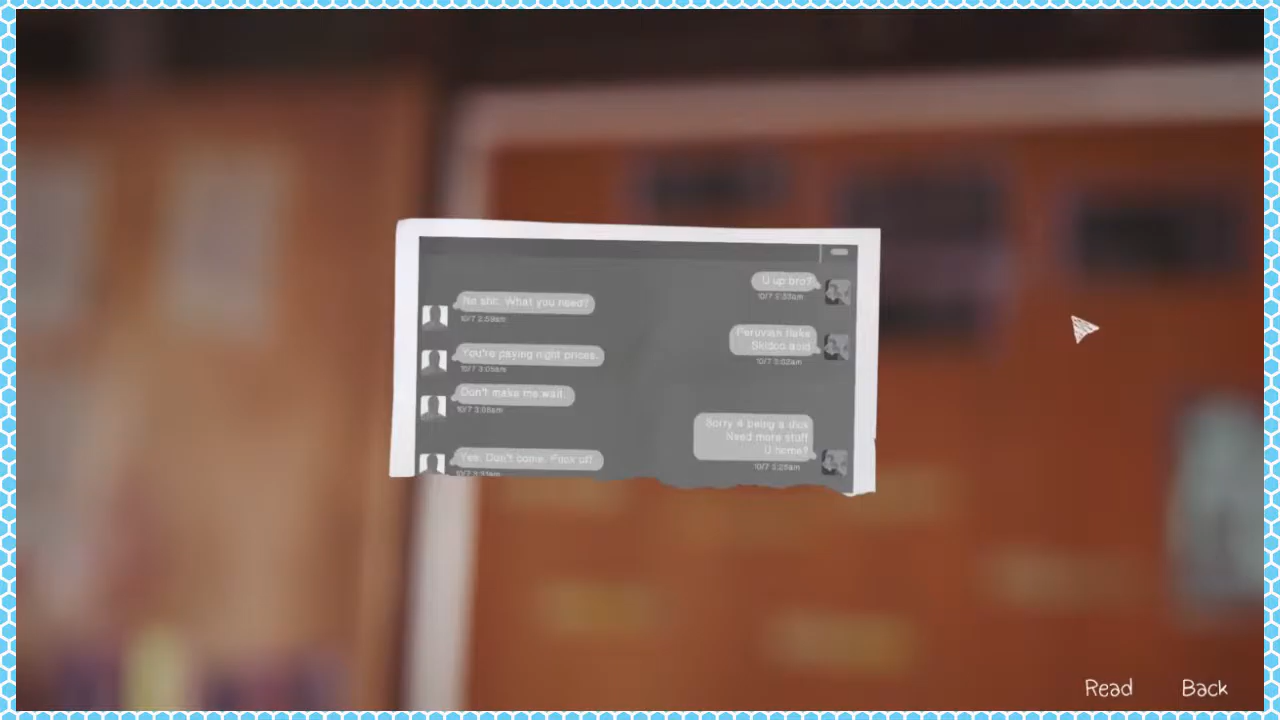 U up bro?
10/7 2:53am
No shit. What you need?
10/7 2:59am
Peruvian flake
Skidoo acid
10/7 3:02am
You're paying night prices.
10/7 3:05am
Don't make me wait.
10/7 3:06am
Sorry 4 being a dick
Need more stuff
U home?
10/7 5:28am
Yes. Don't come. Fuck off.
10/7
Read
Back